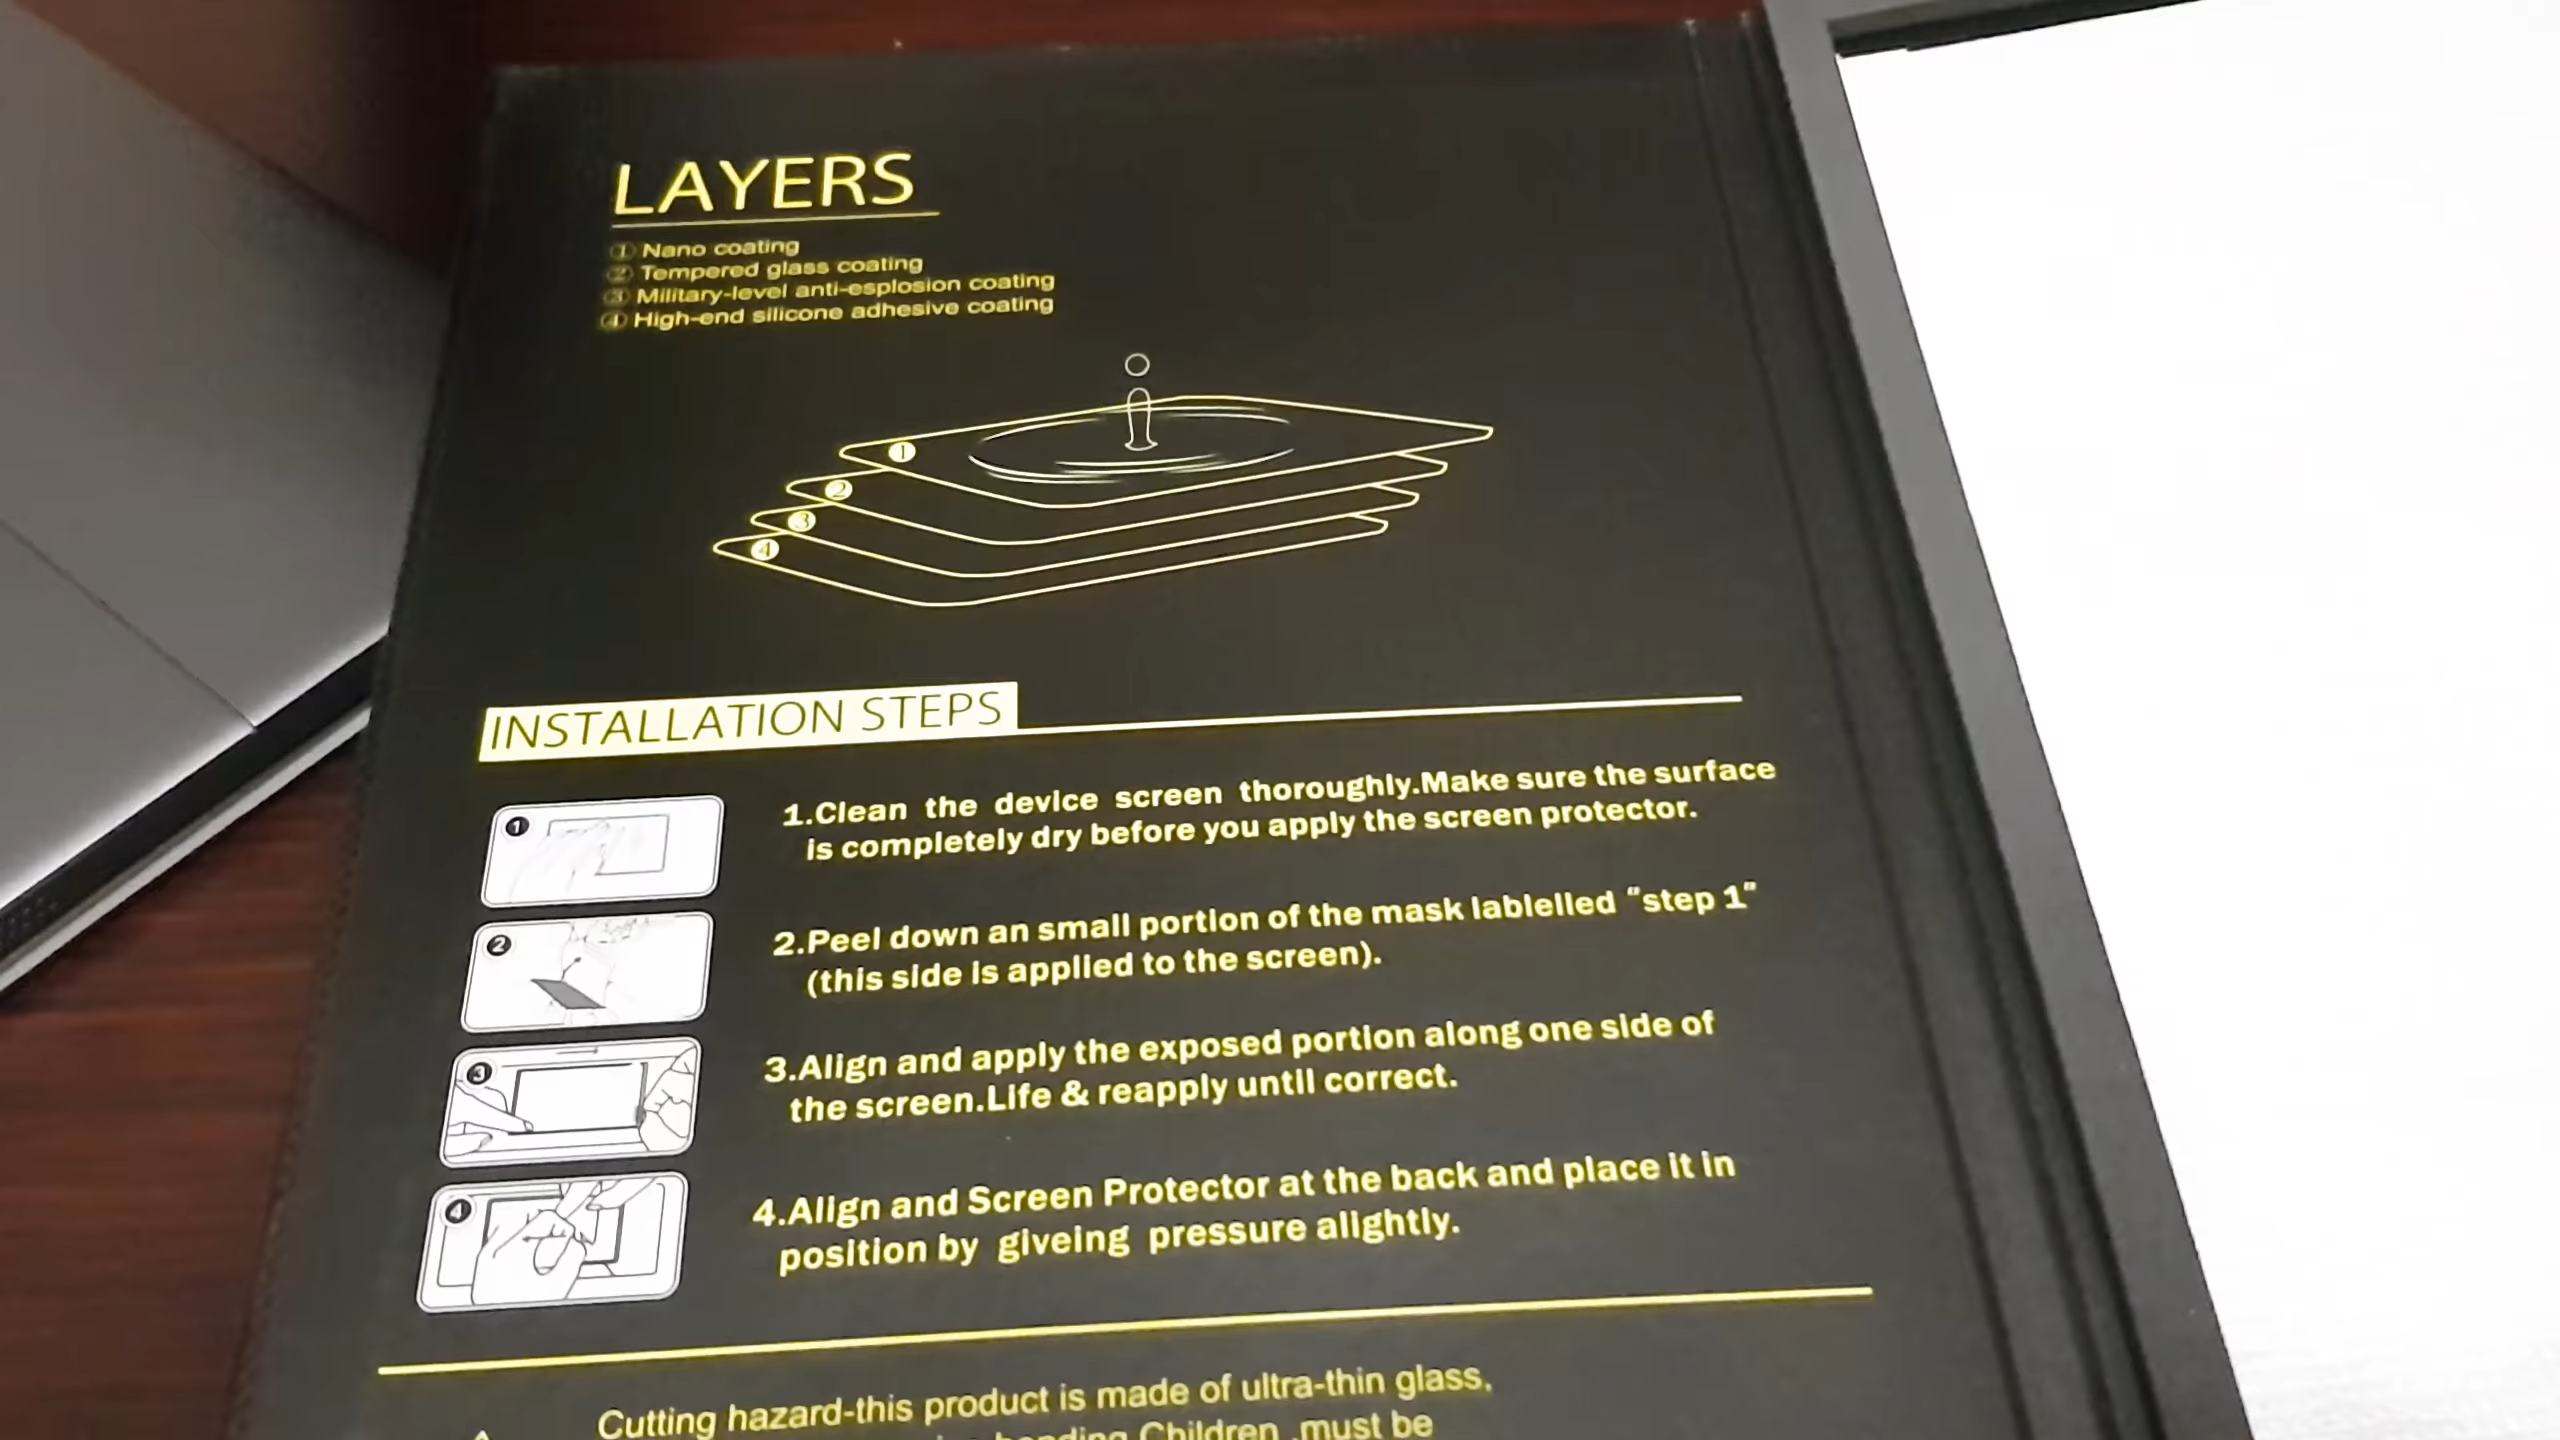 LAYERS
① Nano coating
② Tempered glass coating
③ Military-level anti-esplosion coating
④ High-end silicone adhesive coating
1
2
3
4
INSTALLATION STEPS
1
1.Clean the device screen thoroughly.Make sure the surface
is completely dry before you apply the screen protector.
2
2.Peel down an small portion of the mask lablelled "step 1"
(this side is applied to the screen).
3
3.Align and apply the exposed portion along one side of
the screen.Life & reapply until correct.
4
4.Align and Screen Protector at the back and place it in
position by giveing pressure alightly.
Cutting hazard-this product is made of ultra-thin glass,
bending Children ,must be